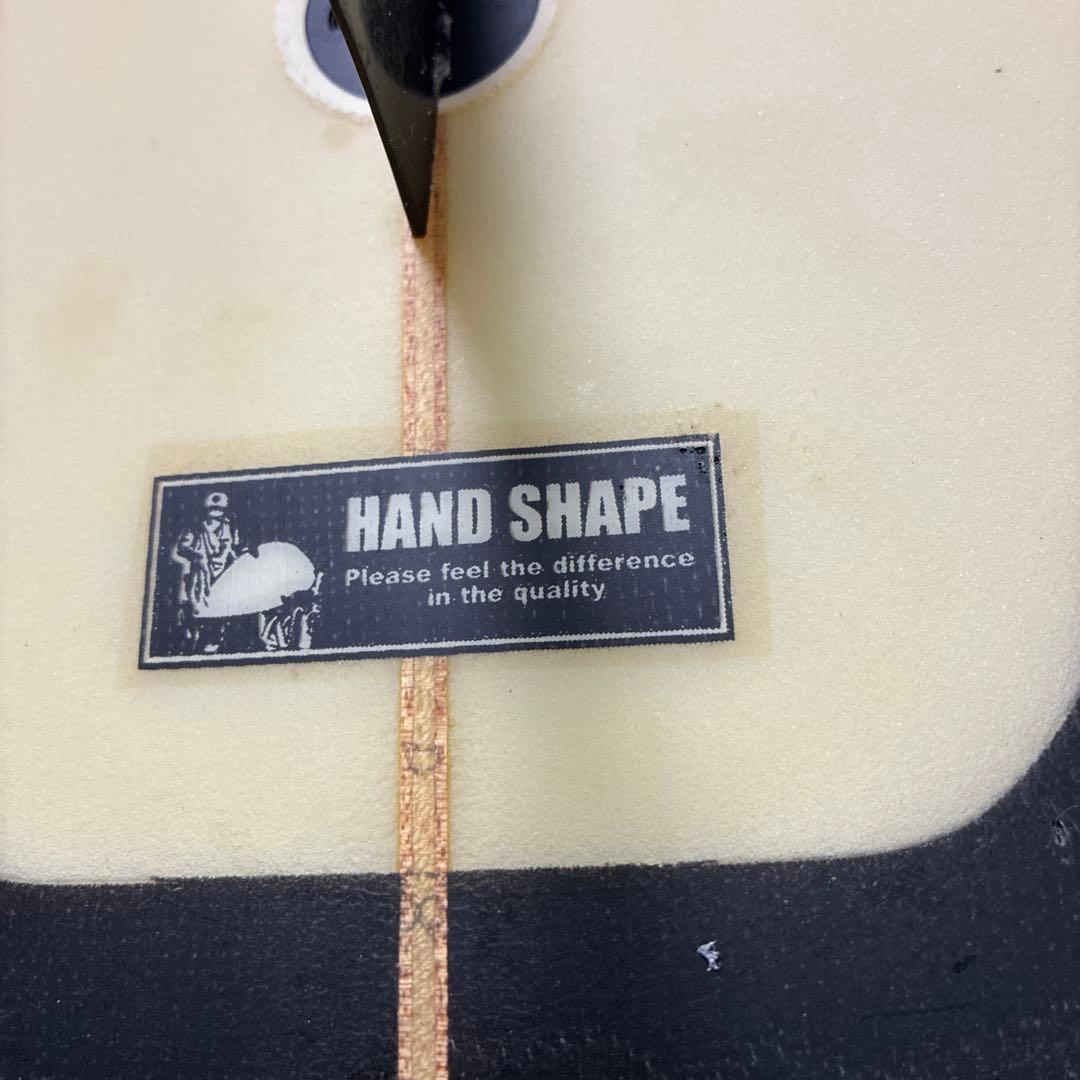 HAND SHAPE
Please feel the difference
in the quality